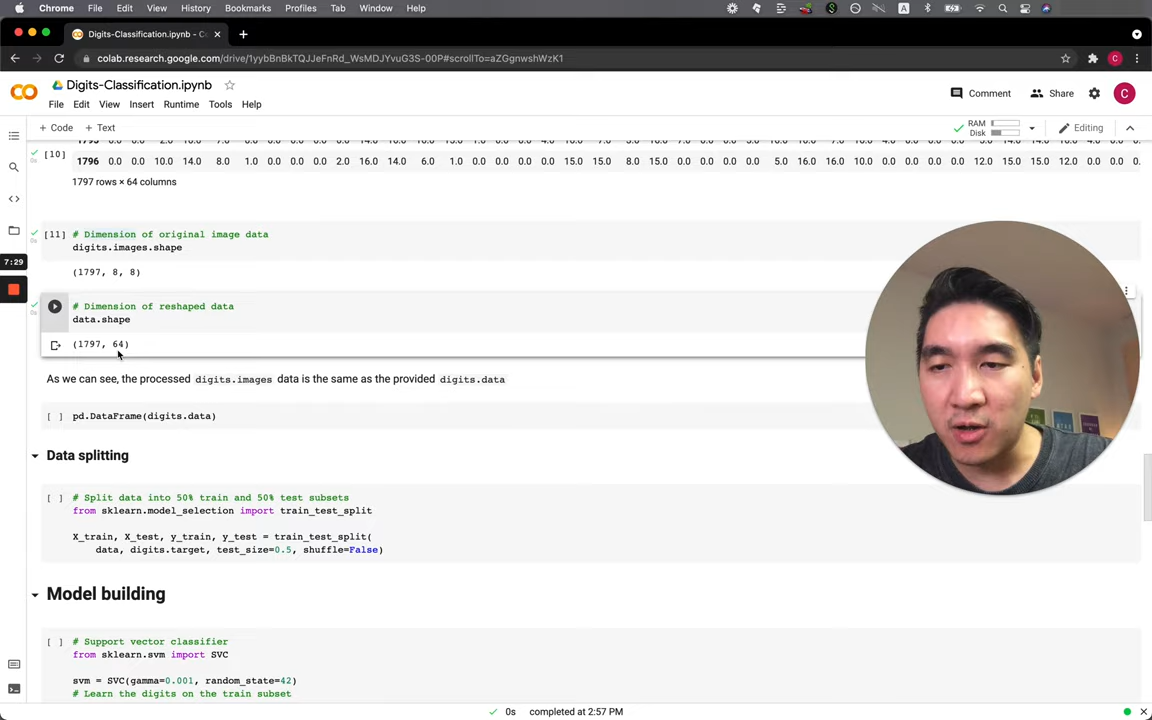 Chrome File Edit View History Bookmarks Profiles Tab Window Help
Digits-Classification.ipynb - C
colab.research.google.com/drive/1yybBnBkTQJJeFnRd_WsMDJYvuG3S-00P#scrollTo=aZGgnwshWzK1
Digits-Classification.ipynb
File Edit View Insert Runtime Tools Help
Comment Share C
+ Code + Text
RAM
Disk
Editing
[10] 1796 0.0 0.0 10.0 14.0 8.0 1.0 0.0 0.0 0.0 2.0 16.0 14.0 6.0 1.0 0.0 0.0 0.0 0.0 15.0 15.0 8.0 15.0 0.0 0.0 0.0 0.0 5.0 16.0 16.0 10.0 0.0 0.0 0.0 0.0 12.0 15.0 15.0 12.0 0.0 0.
1797 rows × 64 columns
[11] # Dimension of original image data
digits.images.shape
(1797, 8, 8)
7:29
# Dimension of reshaped data
data.shape
(1797, 64)
As we can see, the processed digits.images data is the same as the provided digits.data
[ ] pd.DataFrame(digits.data)
Data splitting
[ ] # Split data into 50% train and 50% test subsets
from sklearn.model_selection import train_test_split
X_train, X_test, y_train, y_test = train_test_split(
data, digits.target, test_size=0.5, shuffle=False)
Model building
[ ] # Support vector classifier
from sklearn.svm import SVC
svm = SVC(gamma=0.001, random_state=42)
# Learn the digits on the train subset
0s completed at 2:57 PM